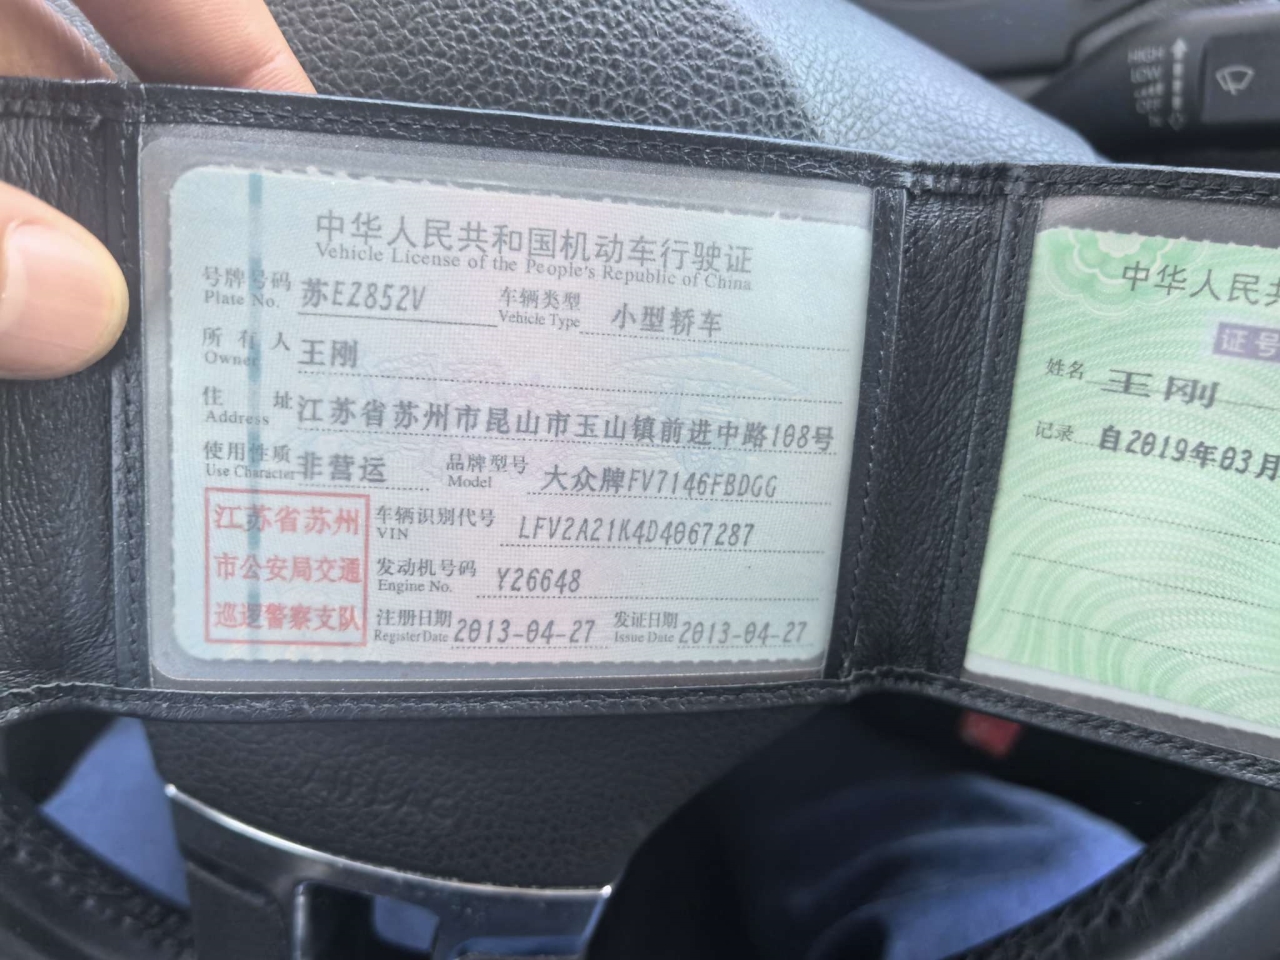 中华人民共和国机动车行驶证
Vehicle License of the People's Republic of China
号牌号码 苏E2852V 车辆类型 小型轿车
Plate No. Vehicle Type
所有人 王刚
Owner
住址 江苏省苏州市昆山市玉山镇前进中路108号
Address
使用性质 非营运 品牌型号 大众牌FV7146FBDGG
Use Character Model
江苏省苏州
市公安局交通
巡逻警察支队
车辆识别代号 LFV2A21K4D4067287
VIN
发动机号码 Y26648
Engine No.
注册日期 2013-04-27 发证日期 2013-04-27
Register Date Issue Date
中华人民共
证号
姓名 王刚
记录 自2019年03月
HIGH
LOW
OFF